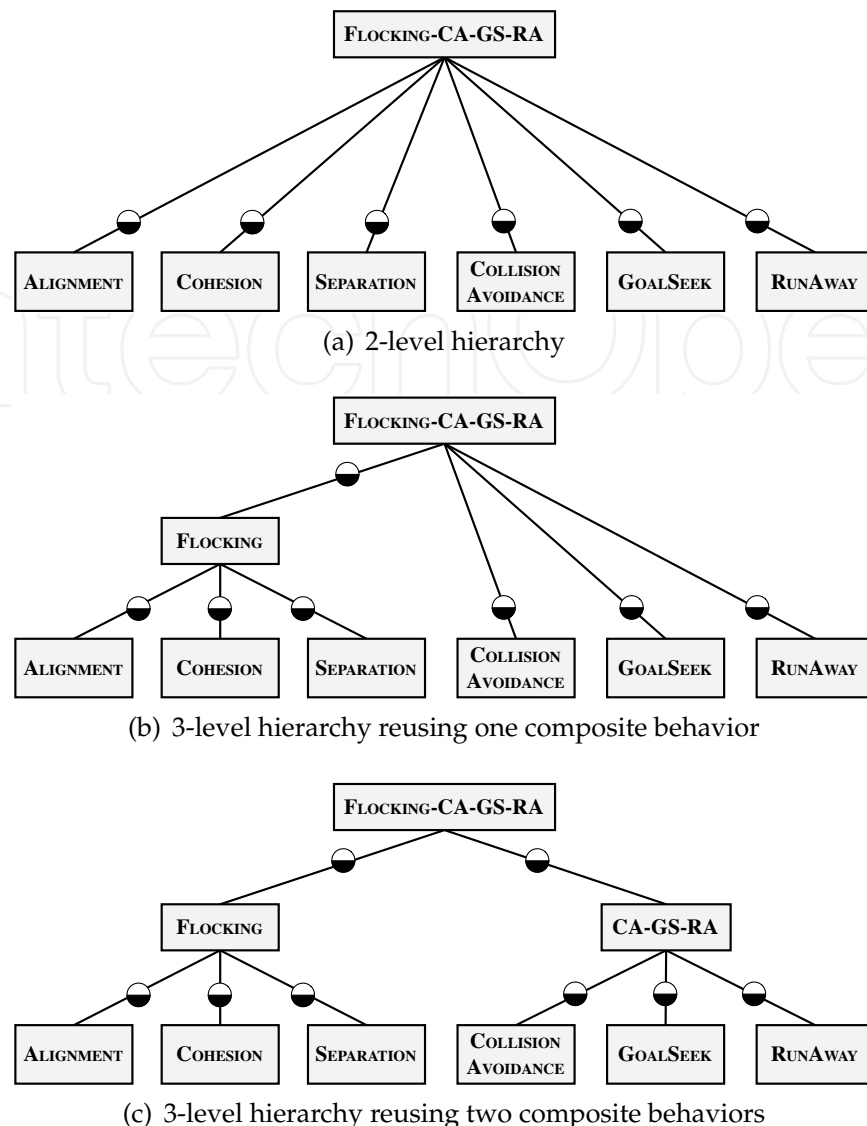 FLOCKING-CA-GS-RA
ALIGNMENT COHESION SEPARATION COLLISION AVOIDANCE GOALSEEK RUNAWAY
(a) 2-level hierarchy
FLOCKING-CA-GS-RA
FLOCKING
ALIGNMENT COHESION SEPARATION COLLISION AVOIDANCE GOALSEEK RUNAWAY
(b) 3-level hierarchy reusing one composite behavior
FLOCKING-CA-GS-RA
FLOCKING CA-GS-RA
ALIGNMENT COHESION SEPARATION COLLISION AVOIDANCE GOALSEEK RUNAWAY
(c) 3-level hierarchy reusing two composite behaviors